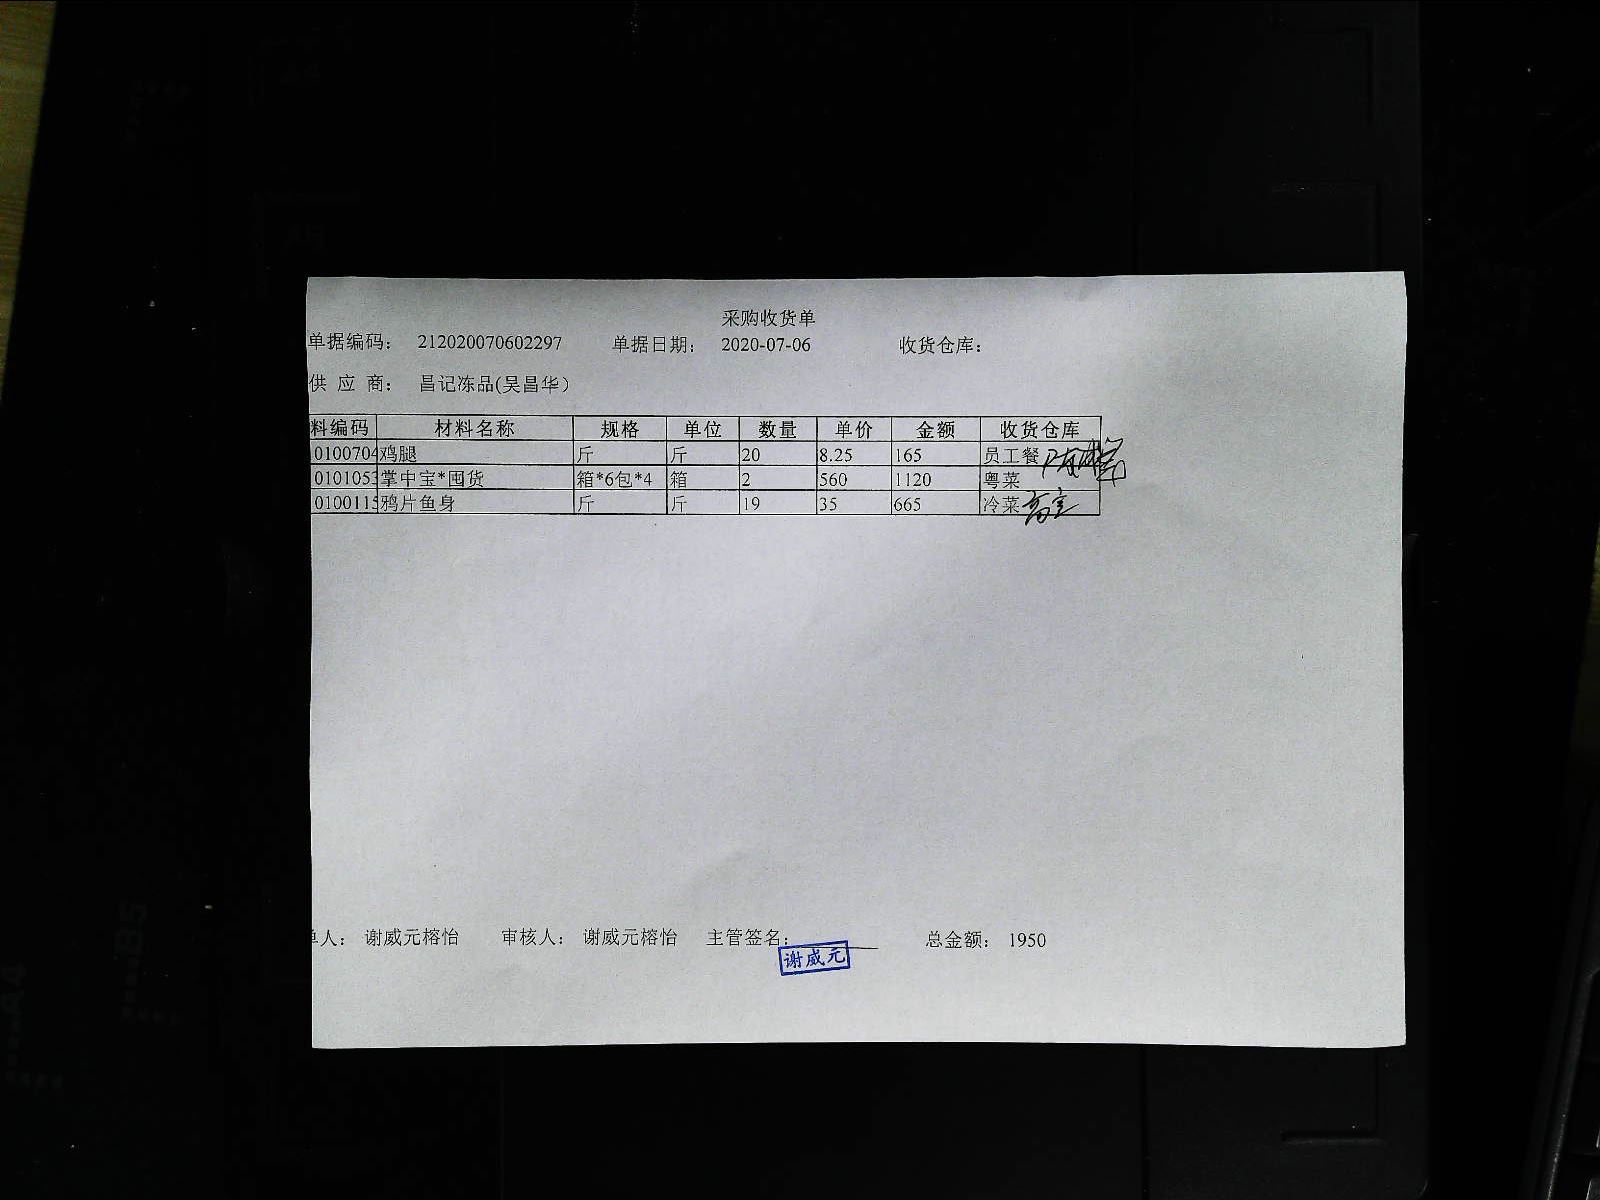 采购收货单
单据编码： 212020070602297 单据日期： 2020-07-06 收货仓库：
供 应 商： 昌记冻品(吴昌华）
料编码 材料名称 规格 单位 数量 单价 金额 收货仓库
0100704 鸡腿 斤 斤 20 8.25 165 员工餐
010105 掌中宝*囤货 箱*6包*4 箱 2 560 1120 粤菜
010011 鸦片鱼身 斤 斤 19 35 665 冷菜
单人： 谢威元榕怡 审核人： 谢威元榕怡 主管签名： 总金额： 1950
谢威元
A4
B5